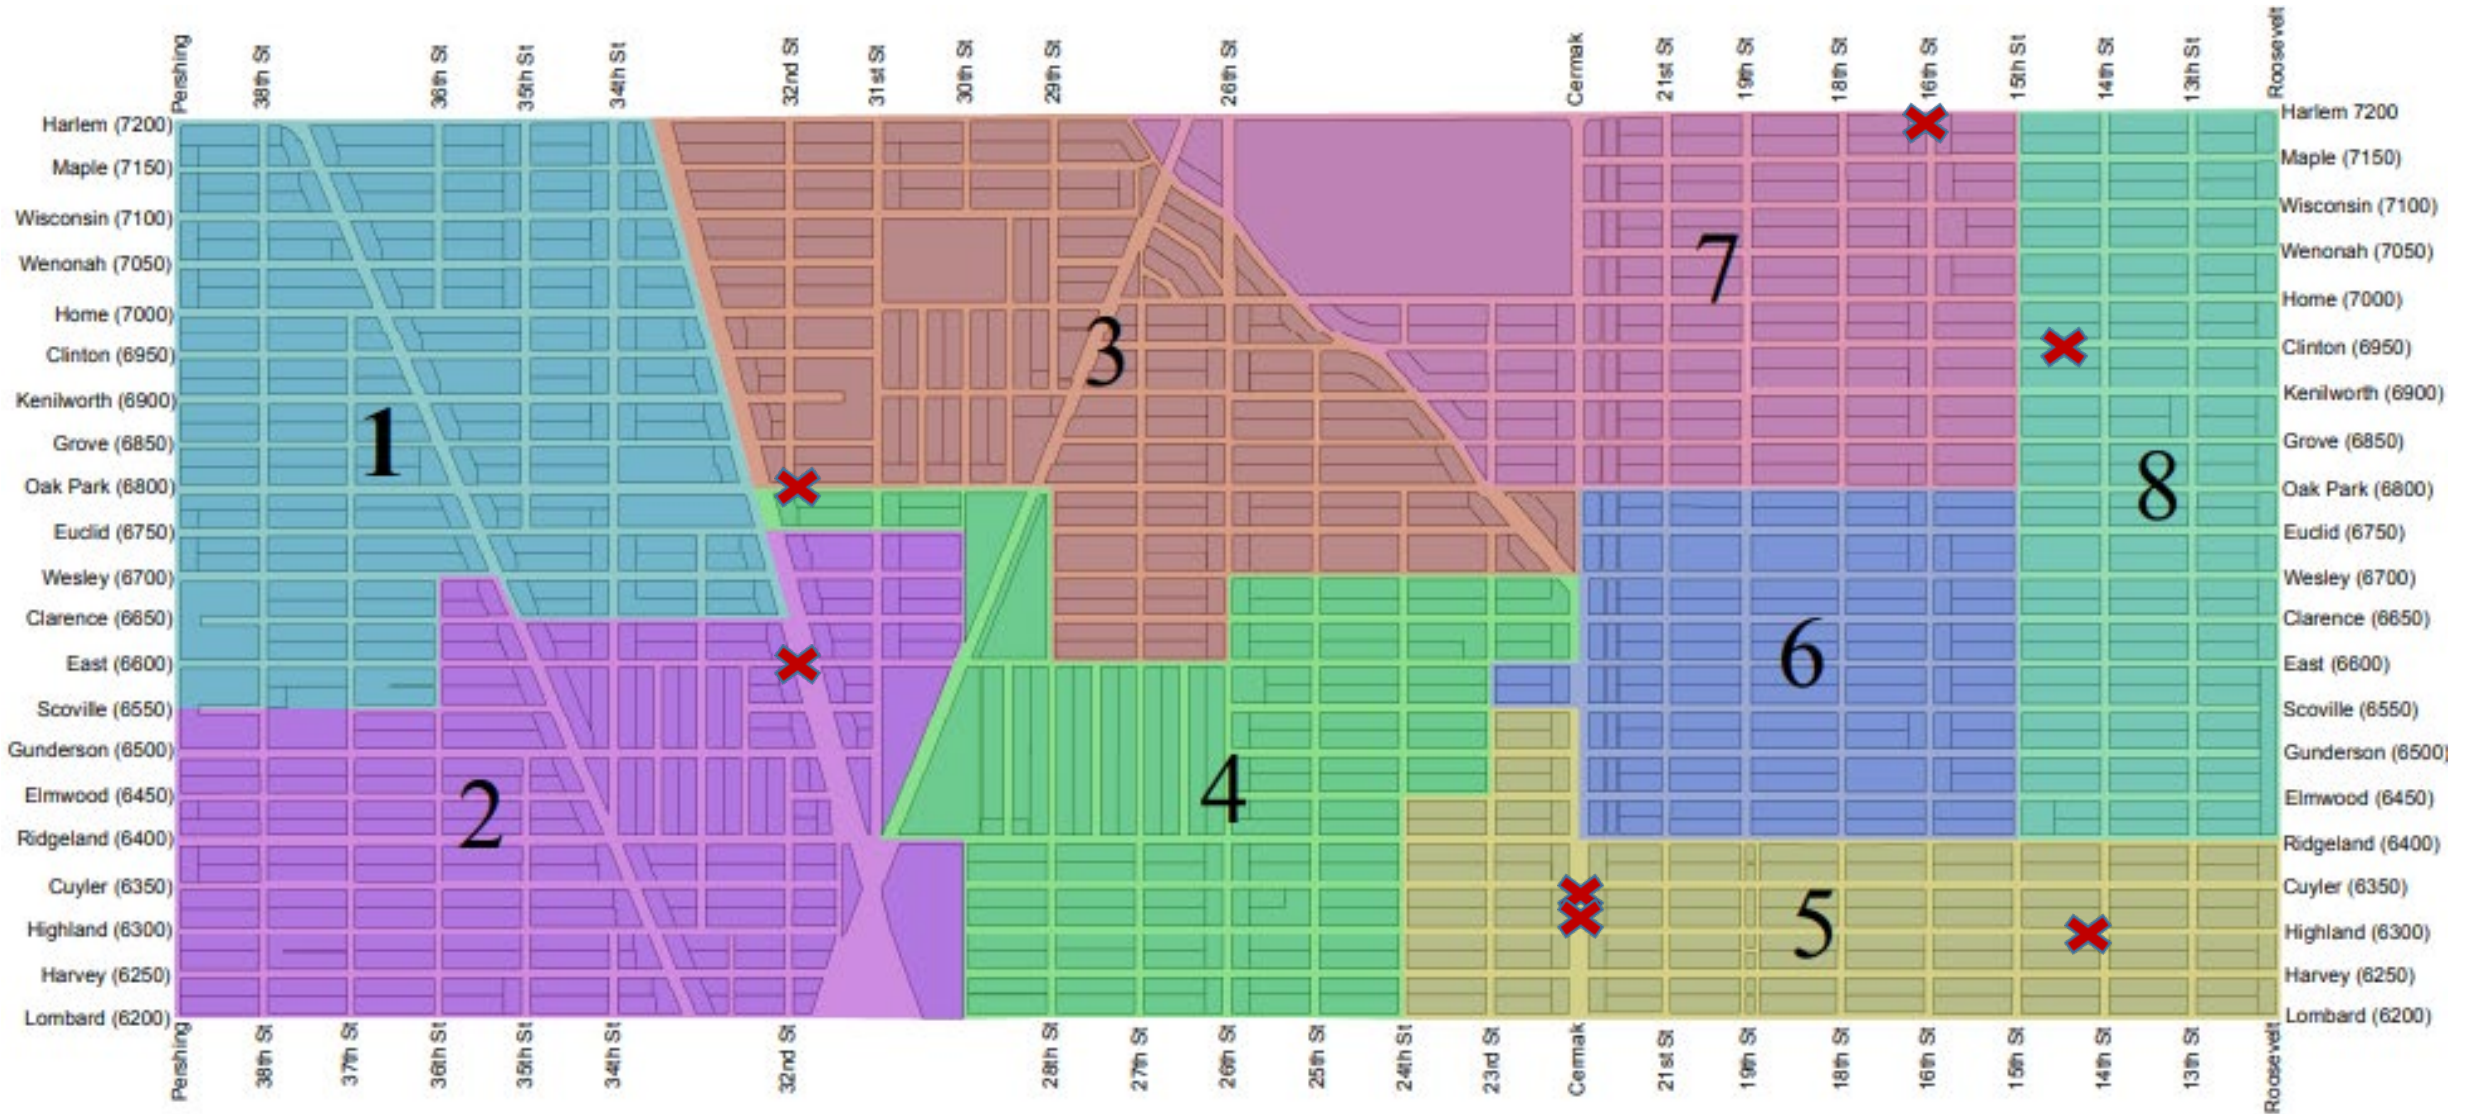 Pershing
38th St
36th St
35th St
34th St
32nd St
31st St
30th St
29th St
26th St
Cermak
21st St
19th St
18th St
16th St
15th St
14th St
13th St
Roosevelt
Harlem (7200)
Maple (7150)
Wisconsin (7100)
Wenonah (7050)
Home (7000)
Clinton (6950)
Kenilworth (6900)
Grove (6850)
Oak Park (6800)
Euclid (6750)
Wesley (6700)
Clarence (6650)
East (6600)
Scoville (6550)
Gunderson (6500)
Elmwood (6450)
Ridgeland (6400)
Cuyler (6350)
Highland (6300)
Harvey (6250)
Lombard (6200)
1
2
3
4
7
6
5
8
Harlem 7200
Maple (7150)
Wisconsin (7100)
Wenonah (7050)
Home (7000)
Clinton (6950)
Kenilworth (6900)
Grove (6850)
Oak Park (6800)
Euclid (6750)
Wesley (6700)
Clarence (6650)
East (6600)
Scoville (6550)
Gunderson (6500)
Elmwood (6450)
Ridgeland (6400)
Cuyler (6350)
Highland (6300)
Harvey (6250)
Lombard (6200)
Pershing
38th St
37th St
36th St
35th St
34th St
32nd St
28th St
27th St
26th St
25th St
24th St
23rd St
Cermak
21st St
19th St
18th St
16th St
15th St
14th St
13th St
Roosevelt